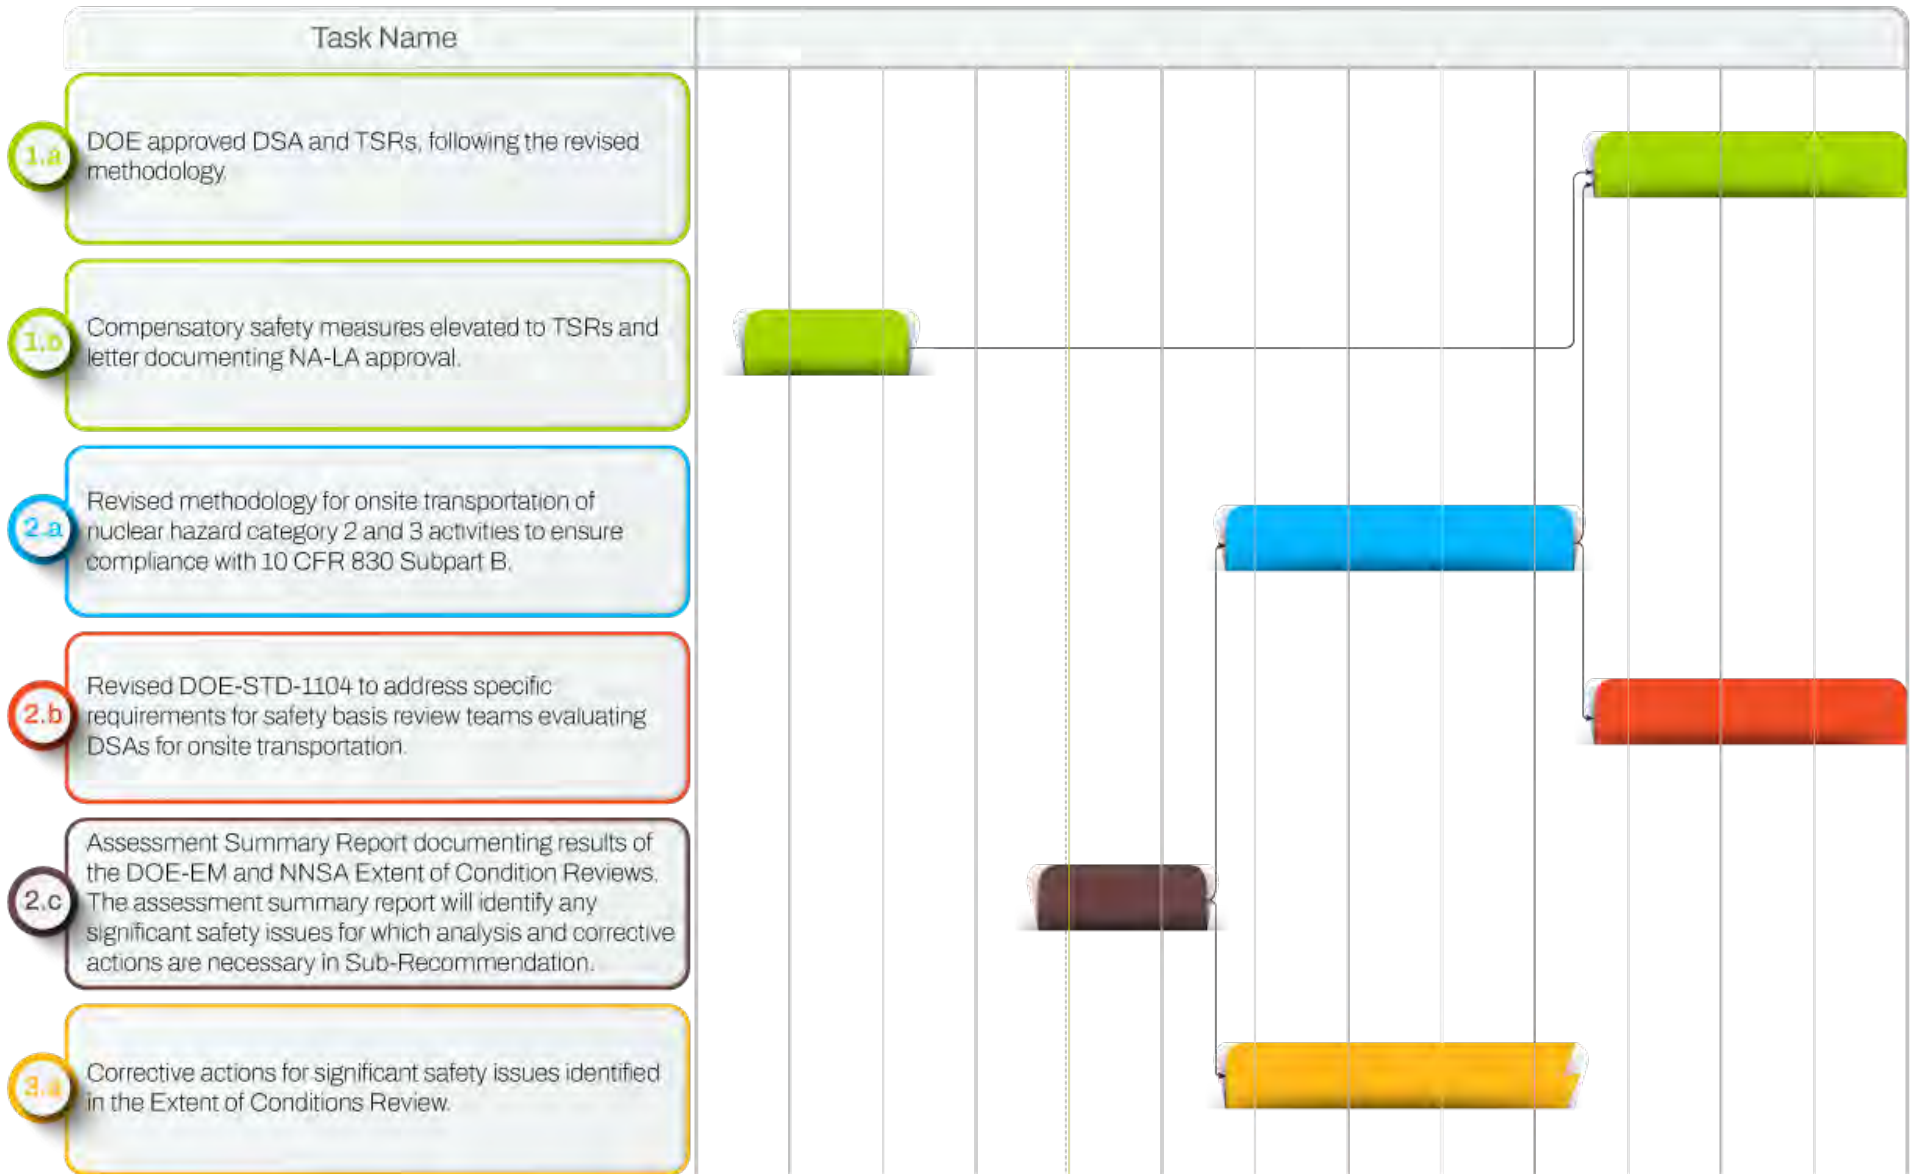 Task Name
1.a
DOE approved DSA and TSRs, following the revised
methodology.
1.b
Compensatory safety measures elevated to TSRs and
letter documenting NA-LA approval.
2.a
Revised methodology for onsite transportation of
nuclear hazard category 2 and 3 activities to ensure
compliance with 10 CFR 830 Subpart B.
2.b
Revised DOE-STD-1104 to address specific
requirements for safety basis review teams evaluating
DSAs for onsite transportation.
2.c
Assessment Summary Report documenting results of
the DOE-EM and NNSA Extent of Condition Reviews.
The assessment summary report will identify any
significant safety issues for which analysis and corrective
actions are necessary in Sub-Recommendation.
3.a
Corrective actions for significant safety issues identified
in the Extent of Conditions Review.